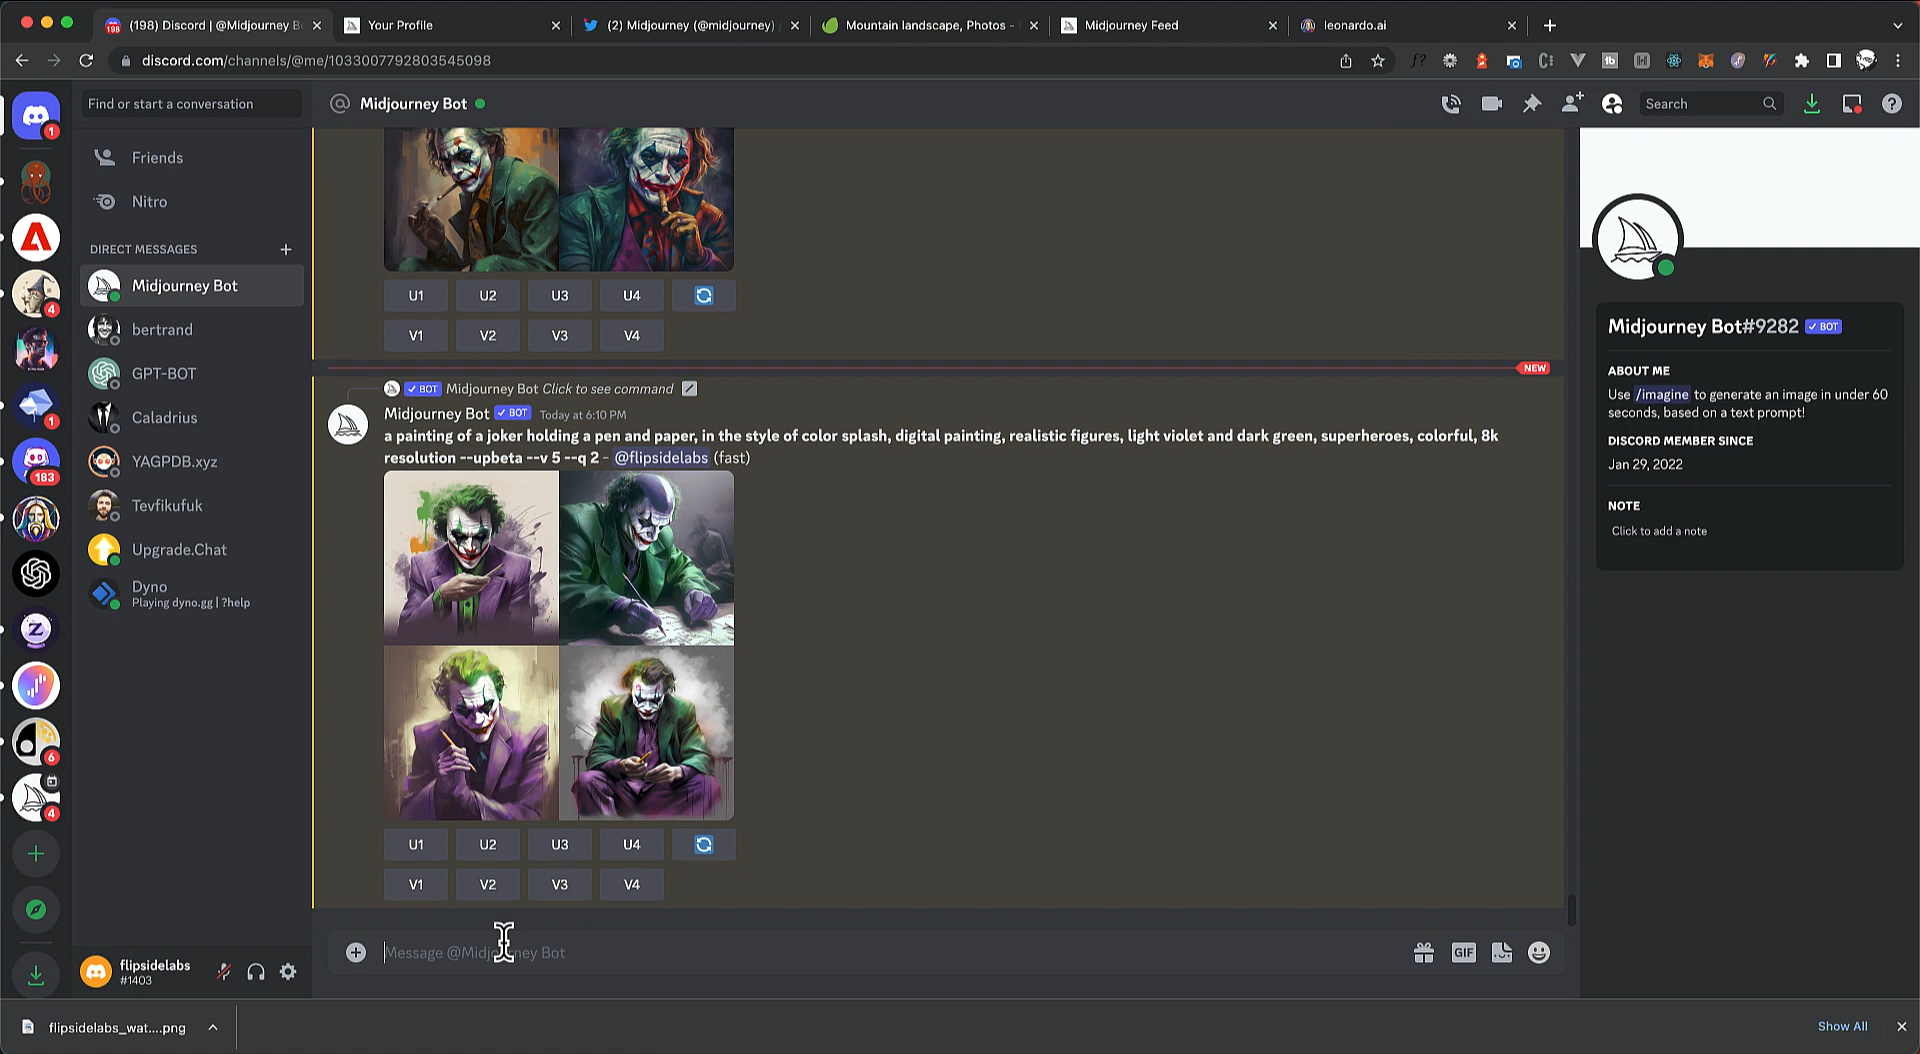 (198) Discord | @Midjourney B
Your Profile
(2) Midjourney (@midjourney)
Mountain landscape, Photos -
Midjourney Feed
leonardo.ai
discord.com/channels/@me/1033007792803545098
Find or start a conversation
Midjourney Bot
Search
Friends
Nitro
DIRECT MESSAGES
Midjourney Bot
bertrand
GPT-BOT
Caladrius
YAGPDB.xyz
Tevfikufuk
Upgrade.Chat
Dyno
Playing dyno.gg | ?help
1
4
1
183
6
4
flipsidelabs
#1403
U1 U2 U3 U4
V1 V2 V3 V4
NEW
BOT Midjourney Bot Click to see command
Midjourney Bot BOT Today at 6:10 PM
a painting of a joker holding a pen and paper, in the style of color splash, digital painting, realistic figures, light violet and dark green, superheroes, colorful, 8k
resolution --upbeta --v 5 --q 2 - @flipsidelabs (fast)
U1 U2 U3 U4
V1 V2 V3 V4
Message @Midjourney Bot
GIF
Midjourney Bot#9282 BOT
ABOUT ME
Use /imagine to generate an image in under 60
seconds, based on a text prompt!
DISCORD MEMBER SINCE
Jan 29, 2022
NOTE
Click to add a note
flipsidelabs_wat....png
Show All